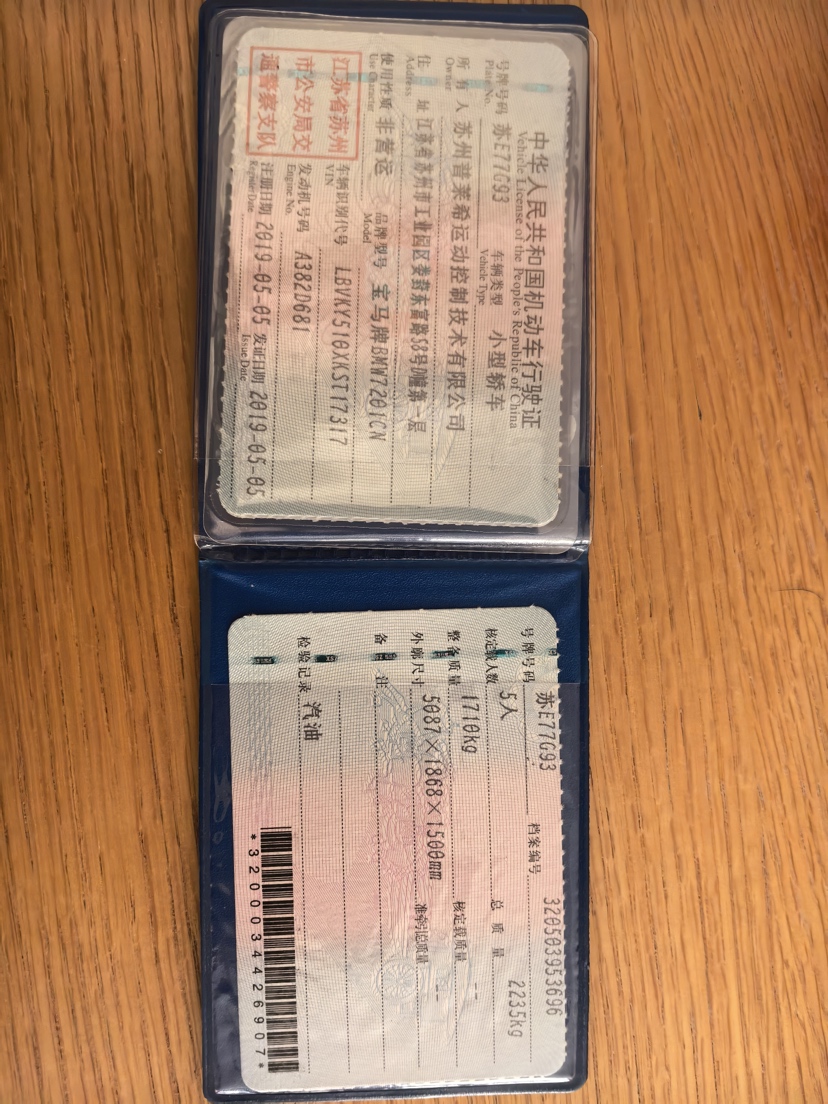 中华人民共和国机动车行驶证
Vehicle License of the People's Republic of China
号牌号码 苏E77G93 车辆类型 小型轿车
Plate No. Vehicle Type
所有人 苏州普莱希运动控制技术有限公司
Owner
住址 江苏省苏州市工业园区娄葑东富路58号D幢第一层
Address
使用性质 非营运 品牌型号 宝马牌BMW7201CN
Use Character Model
江苏省苏州
市公安局交
通警察支队
车辆识别代号 LBVKY510XKST17317
VIN
发动机号码 A382D681
Engine No.
注册日期 2019-05-05 发证日期 2019-05-05
Register Date Issue Date
号牌号码 苏E77G93 档案编号 320503953696
核定载人数 5人 总质量 2235kg
整备质量 1710kg 核定载质量 --
外廓尺寸 5087×1868×1500mm 准牵引总质量 --
备注
检验记录 汽油
*3200034426907*